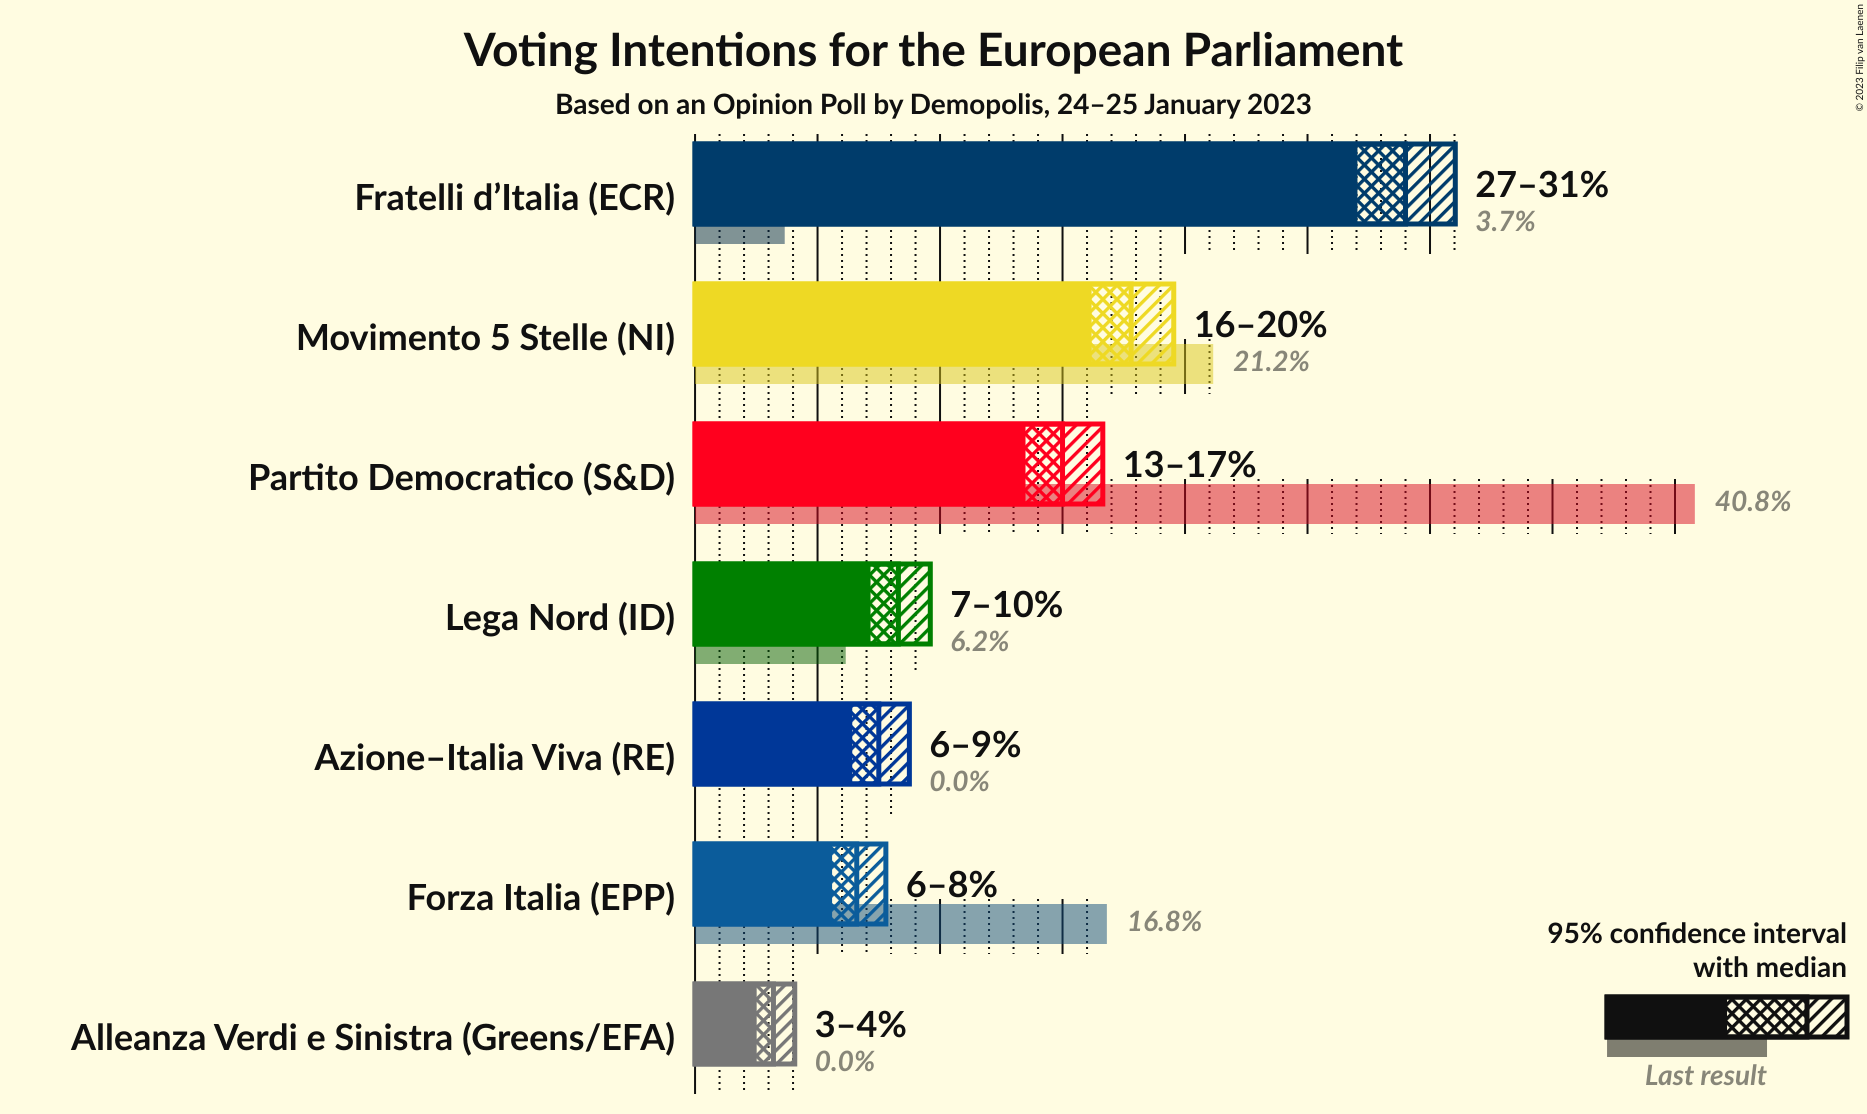 Voting Intentions for the European Parliament
Based on an Opinion Poll by Demopolis, 24–25 January 2023
© 2023 Filip van Laenen
Fratelli d’Italia (ECR)
27–31%
3.7%
Movimento 5 Stelle (NI)
16–20%
21.2%
Partito Democratico (S&D)
13–17%
40.8%
Lega Nord (ID)
7–10%
6.2%
Azione–Italia Viva (RE)
6–9%
0.0%
Forza Italia (EPP)
6–8%
16.8%
Alleanza Verdi e Sinistra (Greens/EFA)
3–4%
0.0%
95% confidence interval
with median
Last result